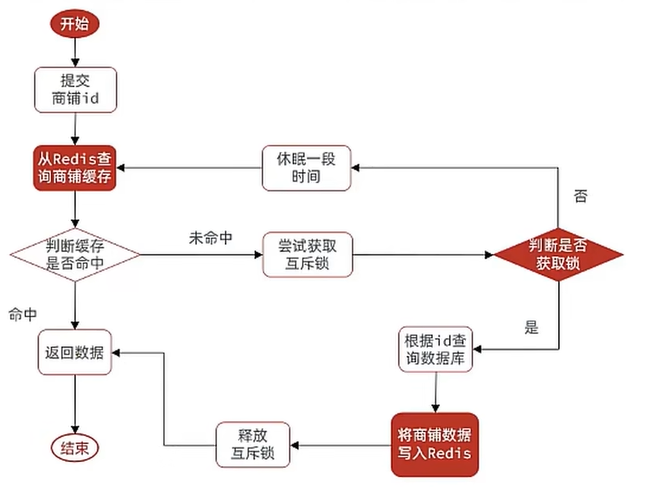 开始
提交
商铺id
从Redis查
询商铺缓存
休眠一段
时间
否
判断缓存
是否命中
未命中
尝试获取
互斥锁
判断是否
获取锁
命中
是
返回数据
根据id查
询数据库
结束
释放
互斥锁
将商铺数据
写入Redis